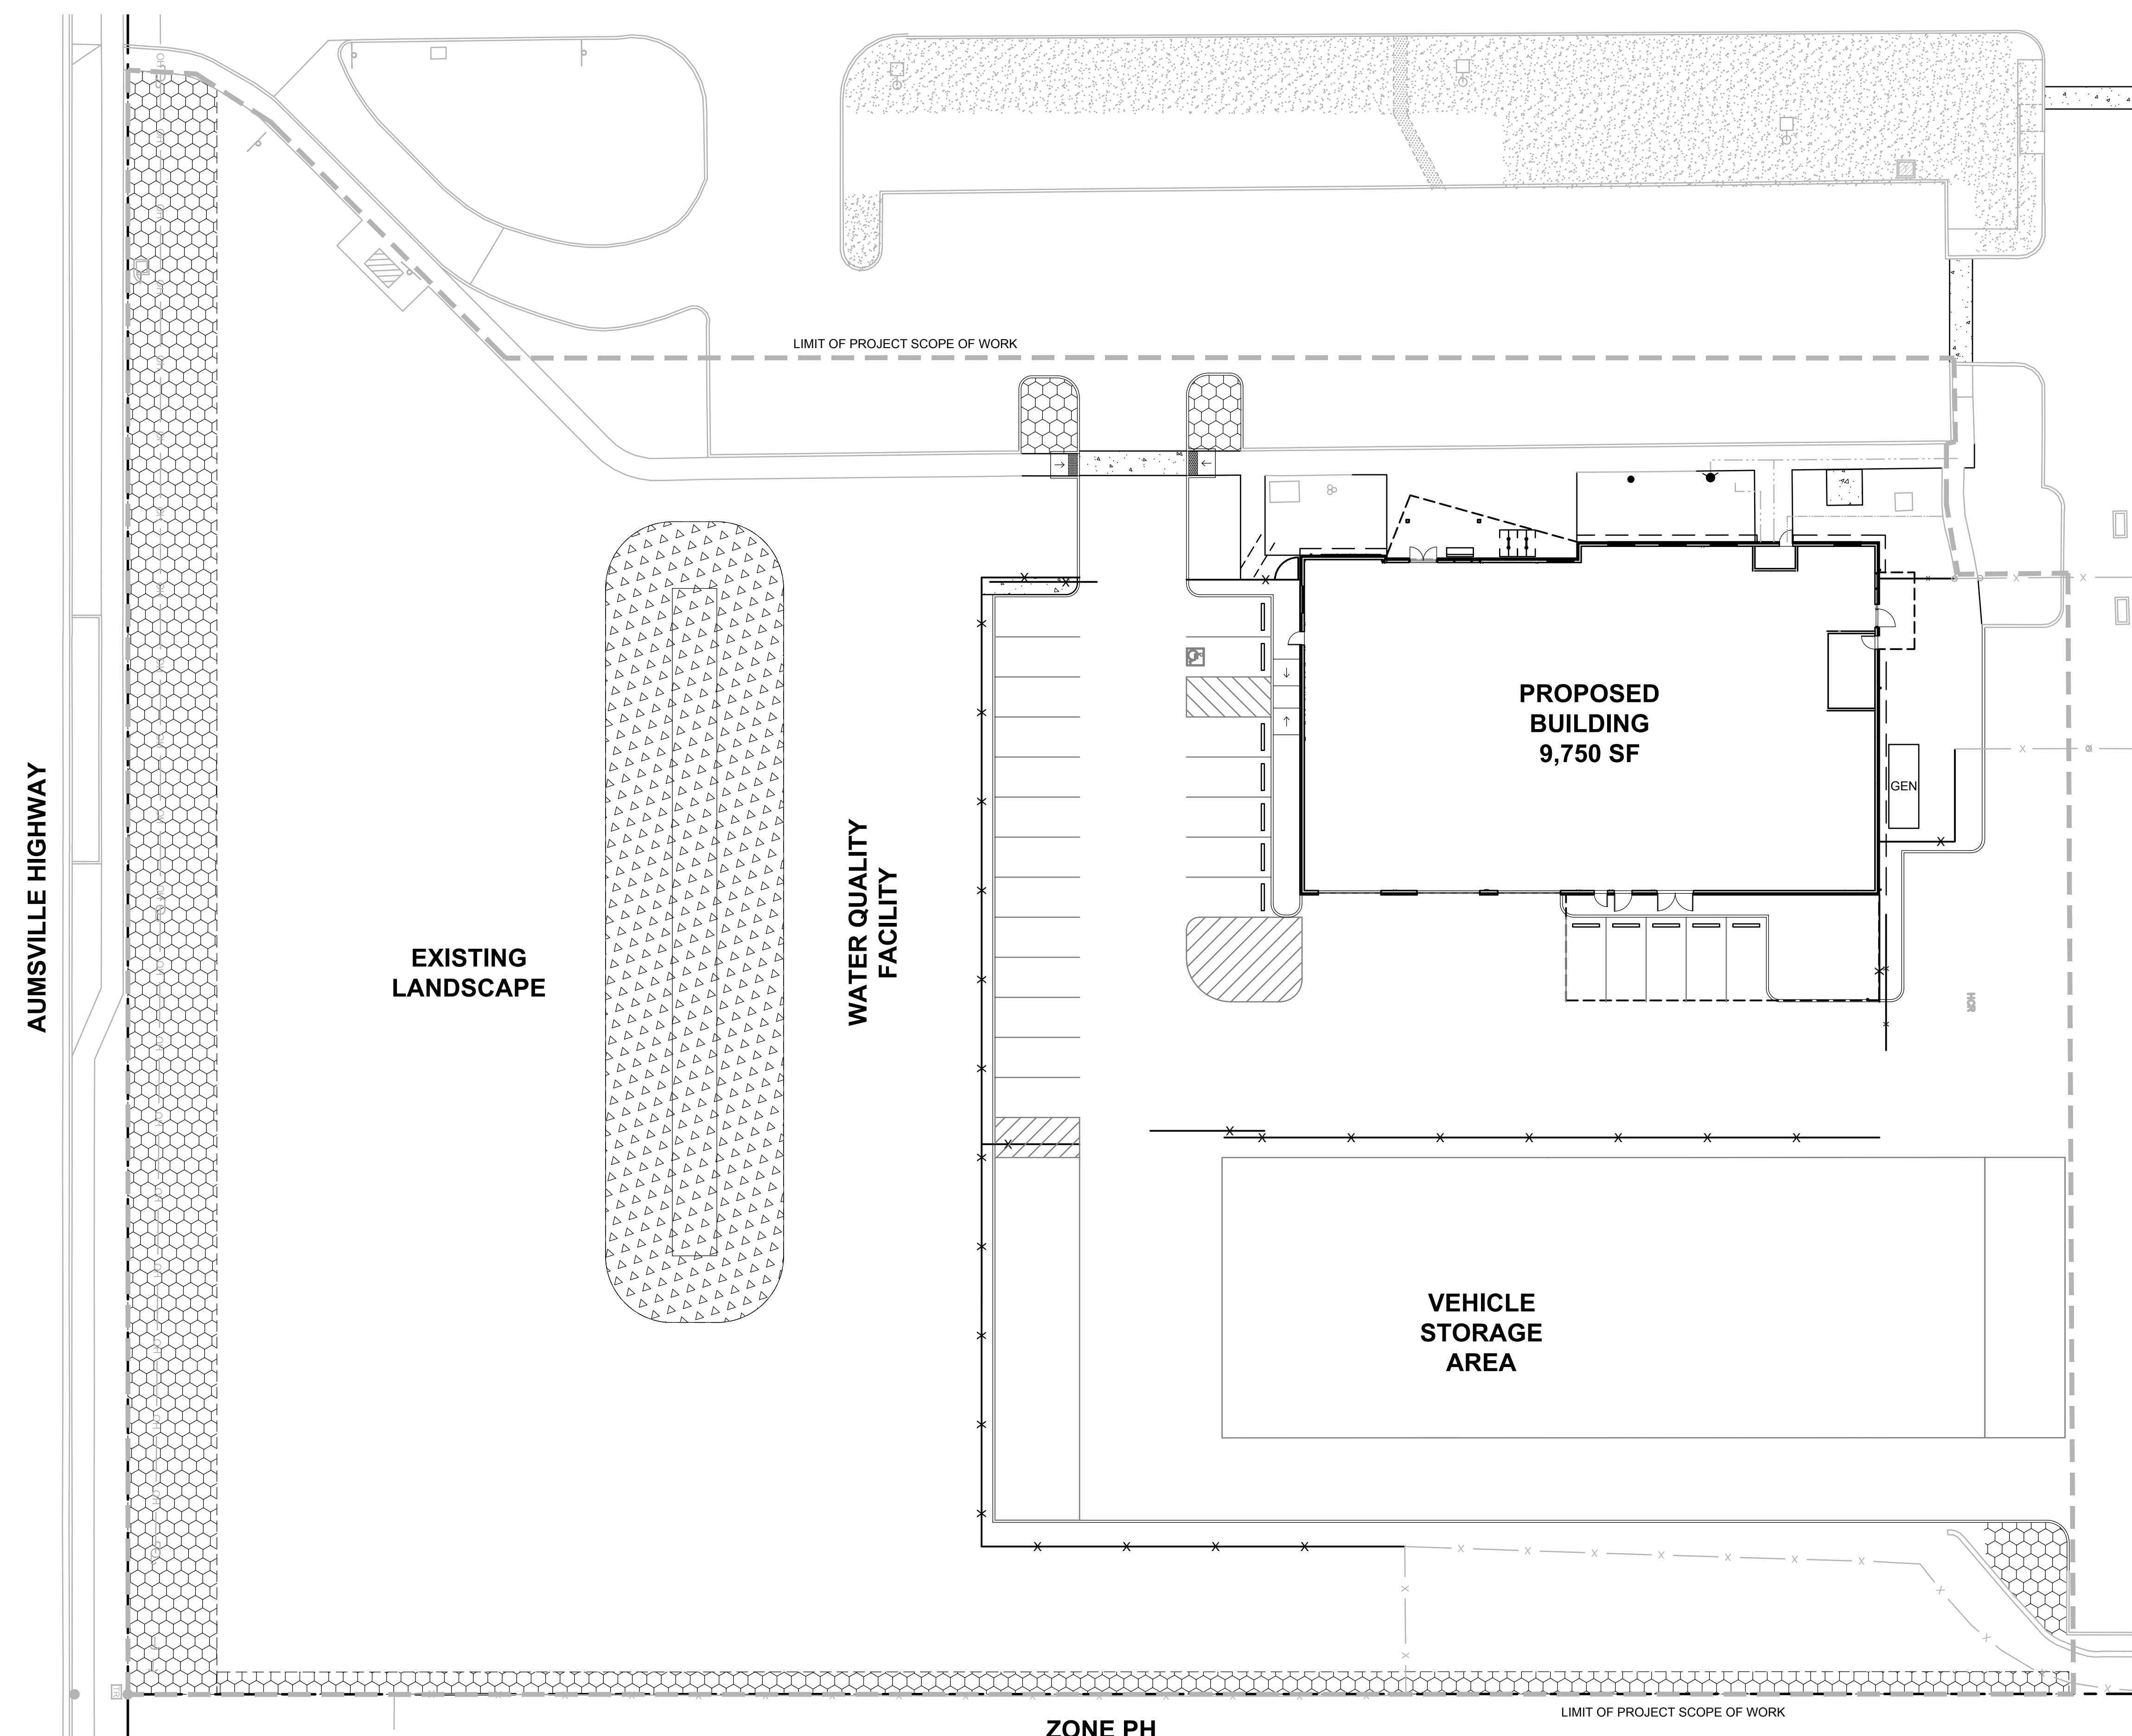 LIMIT OF PROJECT SCOPE OF WORK
PROPOSED
BUILDING
9,750 SF
GEN
AUMSVILLE HIGHWAY
EXISTING
LANDSCAPE
WATER QUALITY
FACILITY
VEHICLE
STORAGE
AREA
LIMIT OF PROJECT SCOPE OF WORK
ZONE PH